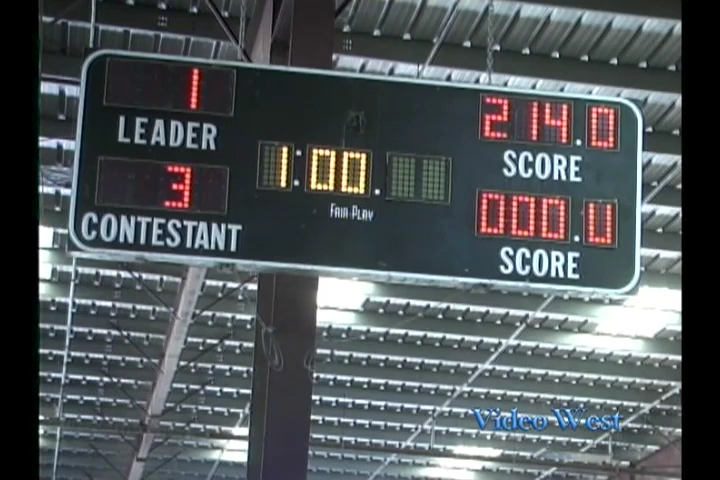 1
LEADER
214.0
SCORE
1:00.
FAIR-PLAY
3
CONTESTANT
000.0
SCORE
Video West